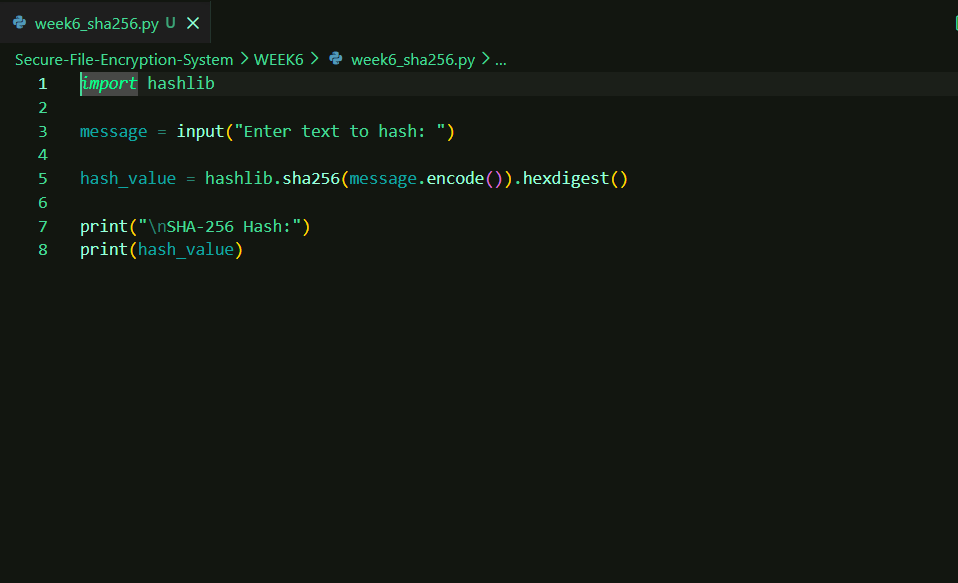 week6_sha256.py U
Secure-File-Encryption-System > WEEK6 > week6_sha256.py > ...
1 import hashlib
2
3 message = input("Enter text to hash: ")
4
5 hash_value = hashlib.sha256(message.encode()).hexdigest()
6
7 print("\nSHA-256 Hash:")
8 print(hash_value)